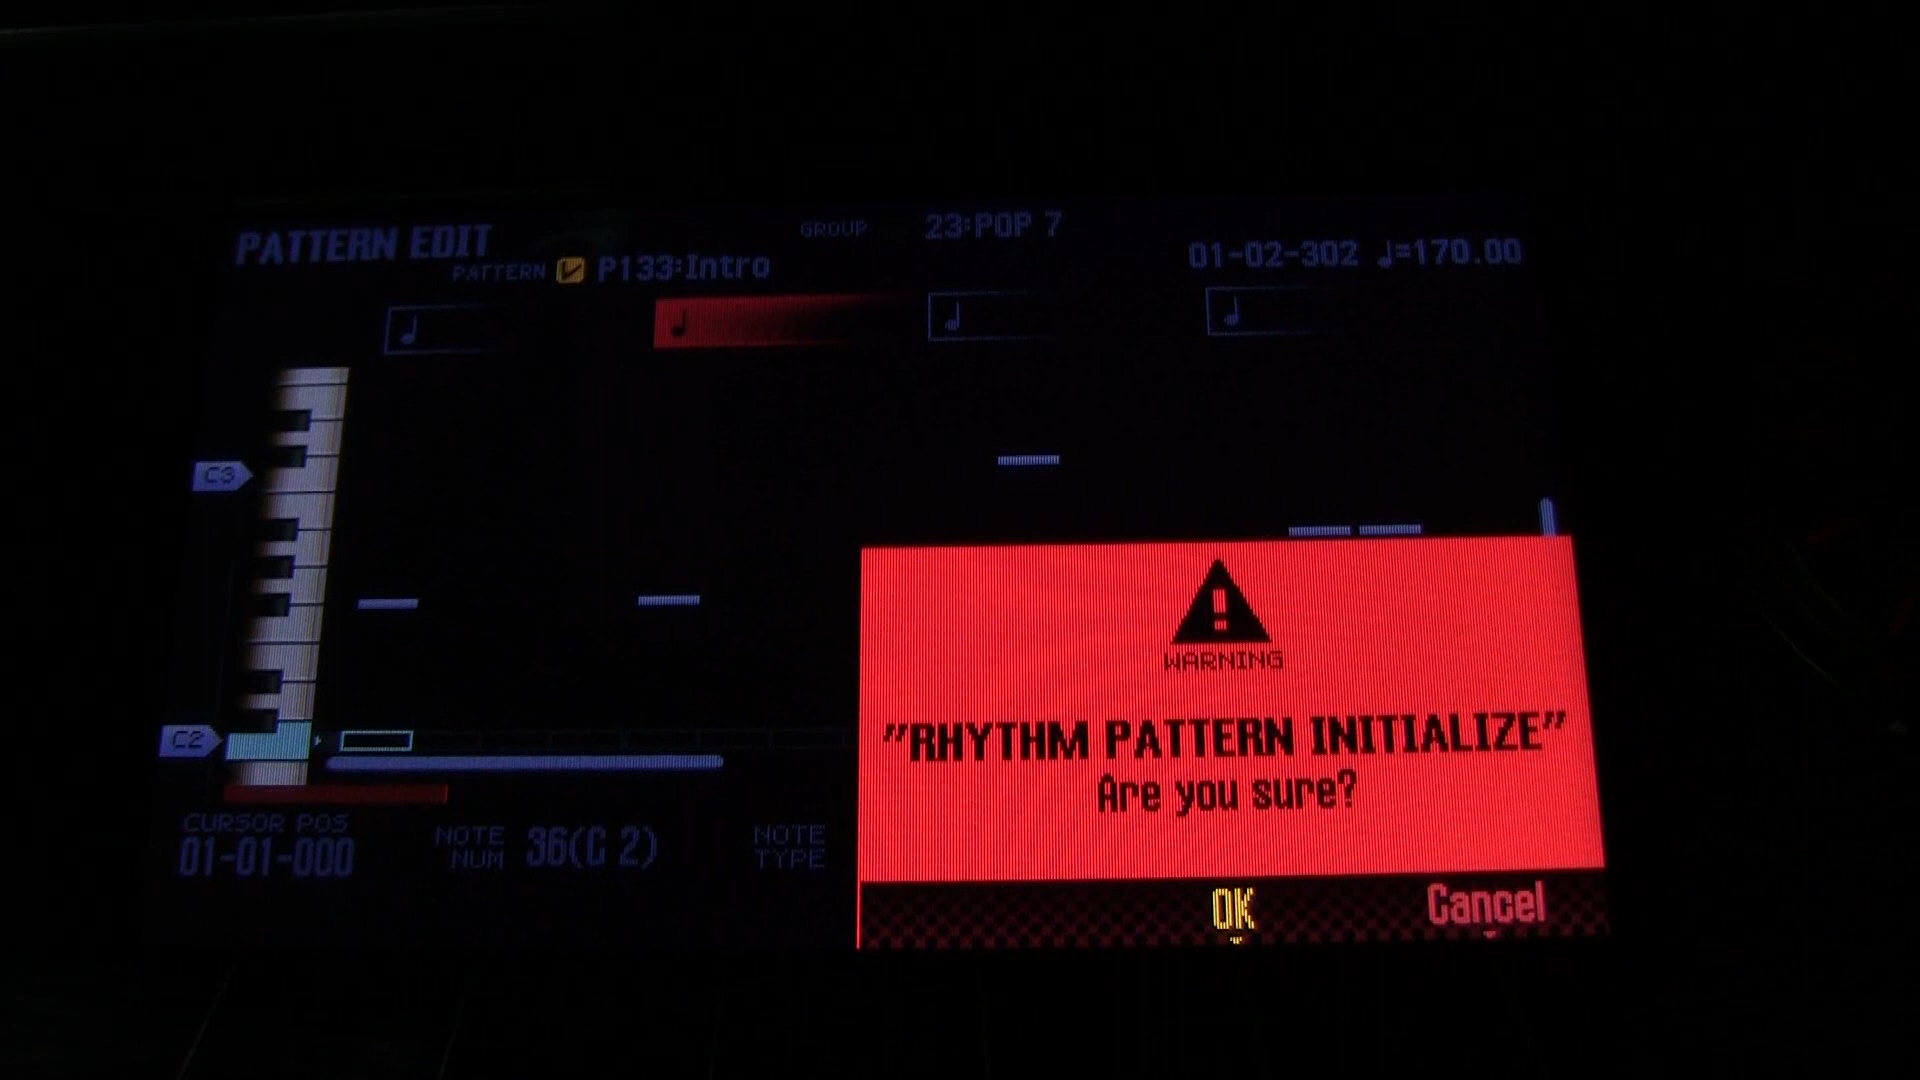 PATTERN EDIT
GROUP 23:POP 7
PATTERN P133:Intro
01-02-302 ♩=170.00
C3
C2
WARNING
"RHYTHM PATTERN INITIALIZE"
Are you sure?
CURSOR POS
01-01-000
NOTE NUM 36(C 2)
NOTE TYPE
OK Cancel